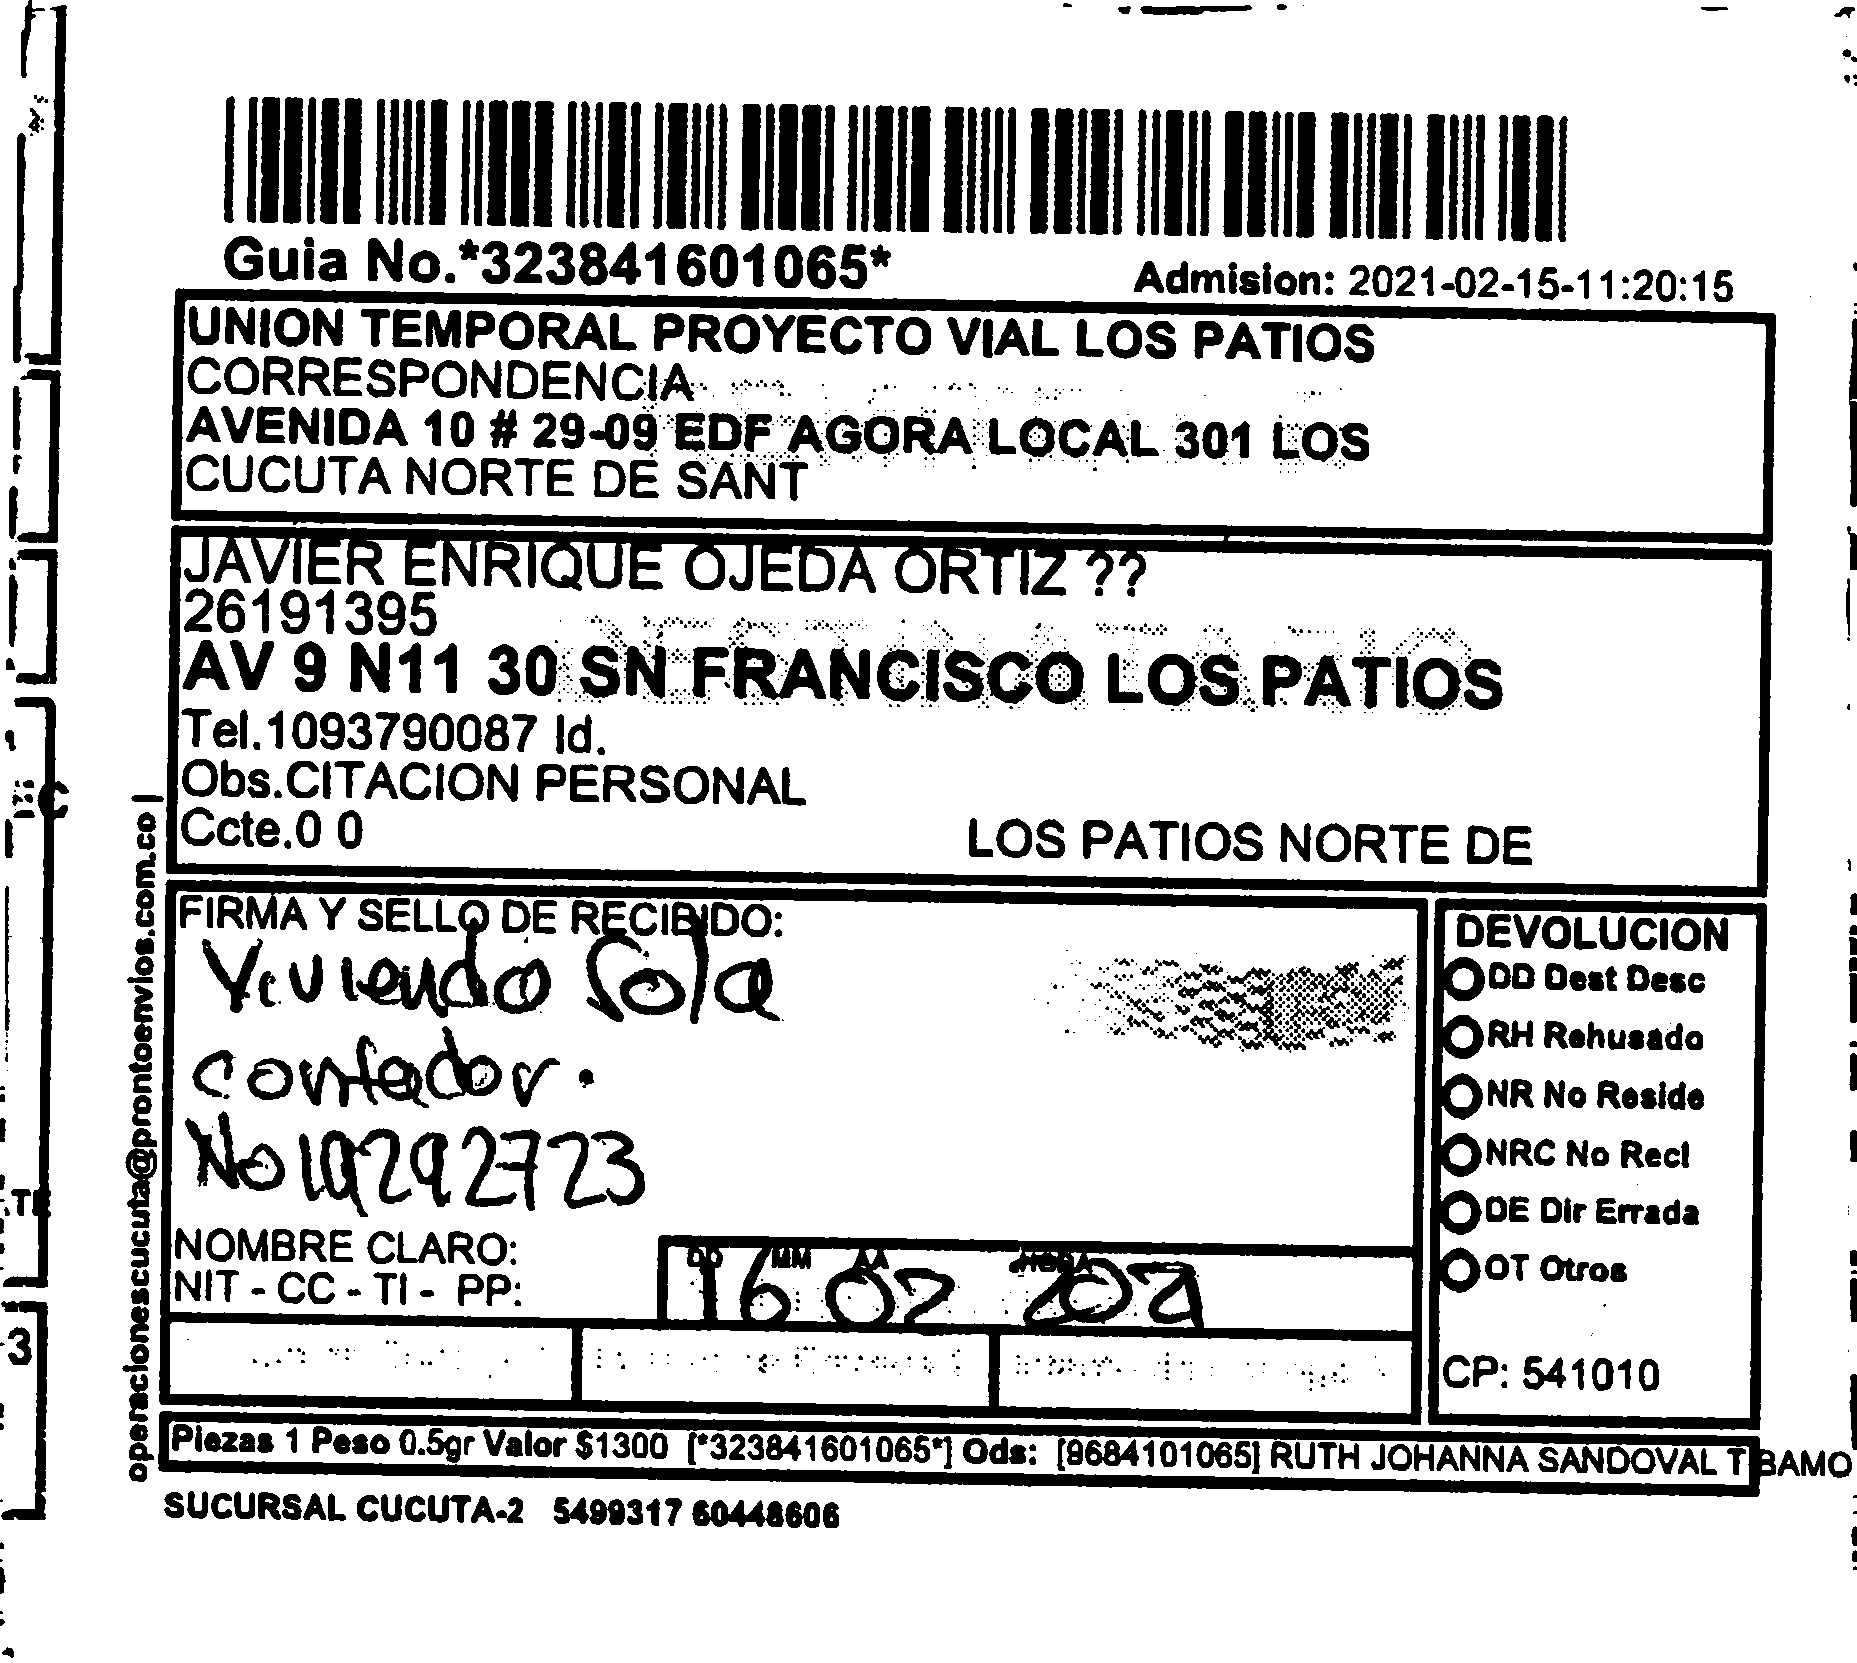 Guia No.*323841601065*
Admision: 2021-02-15-11:20:15
UNION TEMPORAL PROYECTO VIAL LOS PATIOS
CORRESPONDENCIA
AVENIDA 10 # 29-09 EDF AGORA LOCAL 301 LOS
CUCUTA NORTE DE SANT
JAVIER ENRIQUE OJEDA ORTIZ ??
26191395
AV 9 N11 30 SN FRANCISCO LOS PATIOS
Tel.1093790087 Id.
Obs.CITACION PERSONAL
Ccte.0 0
LOS PATIOS NORTE DE
operacionescucuta@prontoenvios.com.co |
FIRMA Y SELLO DE RECIBIDO:
Viviendo Sola
contador.
No 19292723
NOMBRE CLARO:
NIT - CC - TI - PP:
DD MM AA HORA
16 02 2021
DEVOLUCION
DD Dest Desc
RH Rehusado
NR No Reside
NRC No Recl
DE Dir Errada
OT Otros
CP: 541010
Piezas 1 Peso 0.5gr Valor $1300 [*323841601065*] Ods: [9684101065] RUTH JOHANNA SANDOVAL TIBAMO
SUCURSAL CUCUTA-2 5499317 60448606